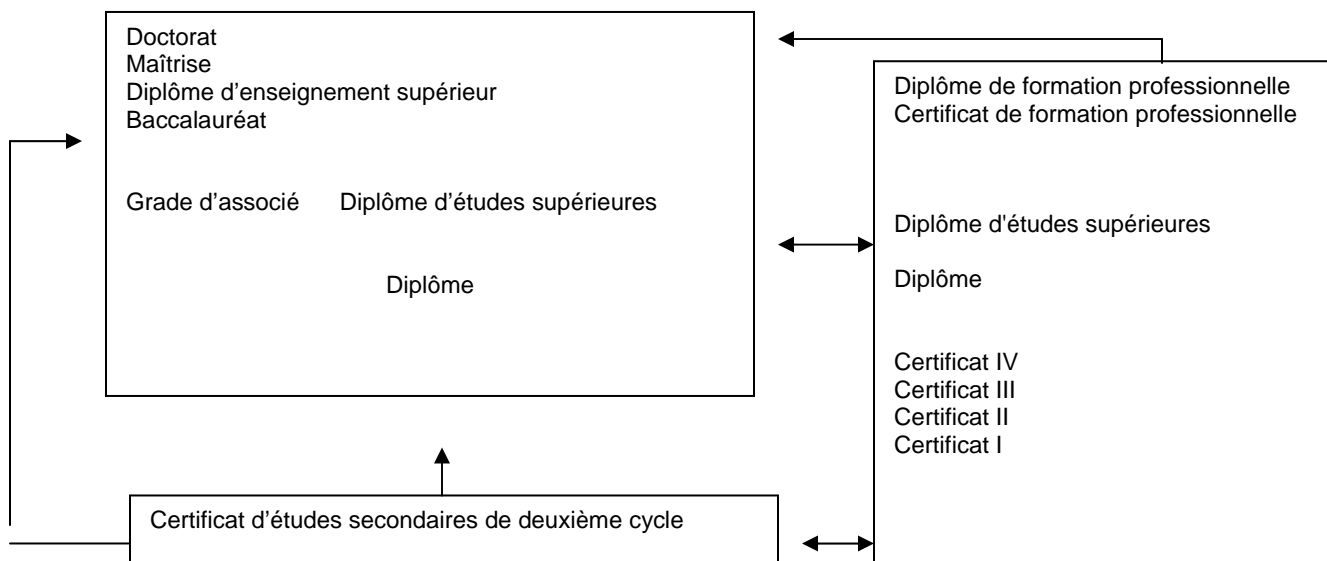 Doctorat
Maîtrise
Diplôme d'enseignement supérieur
Baccalauréat
Grade d'associé Diplôme d'études supérieures
Diplôme
Diplôme de formation professionnelle
Certificat de formation professionnelle
Diplôme d'études supérieures
Diplôme
Certificat IV
Certificat III
Certificat II
Certificat I
Certificat d'études secondaires de deuxième cycle